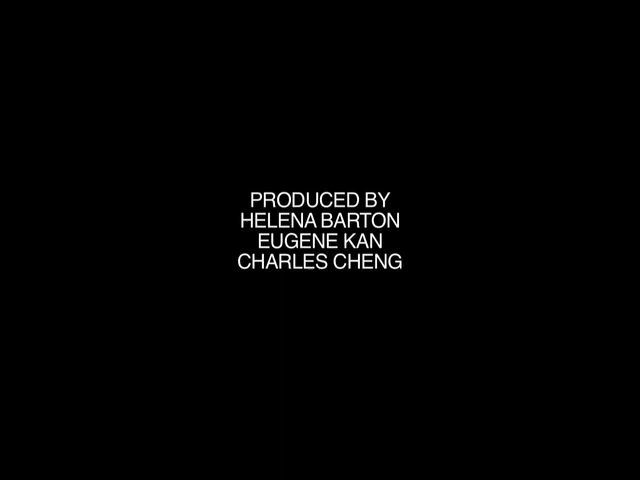 PRODUCED BY
HELENA BARTON
EUGENE KAN
CHARLES CHENG